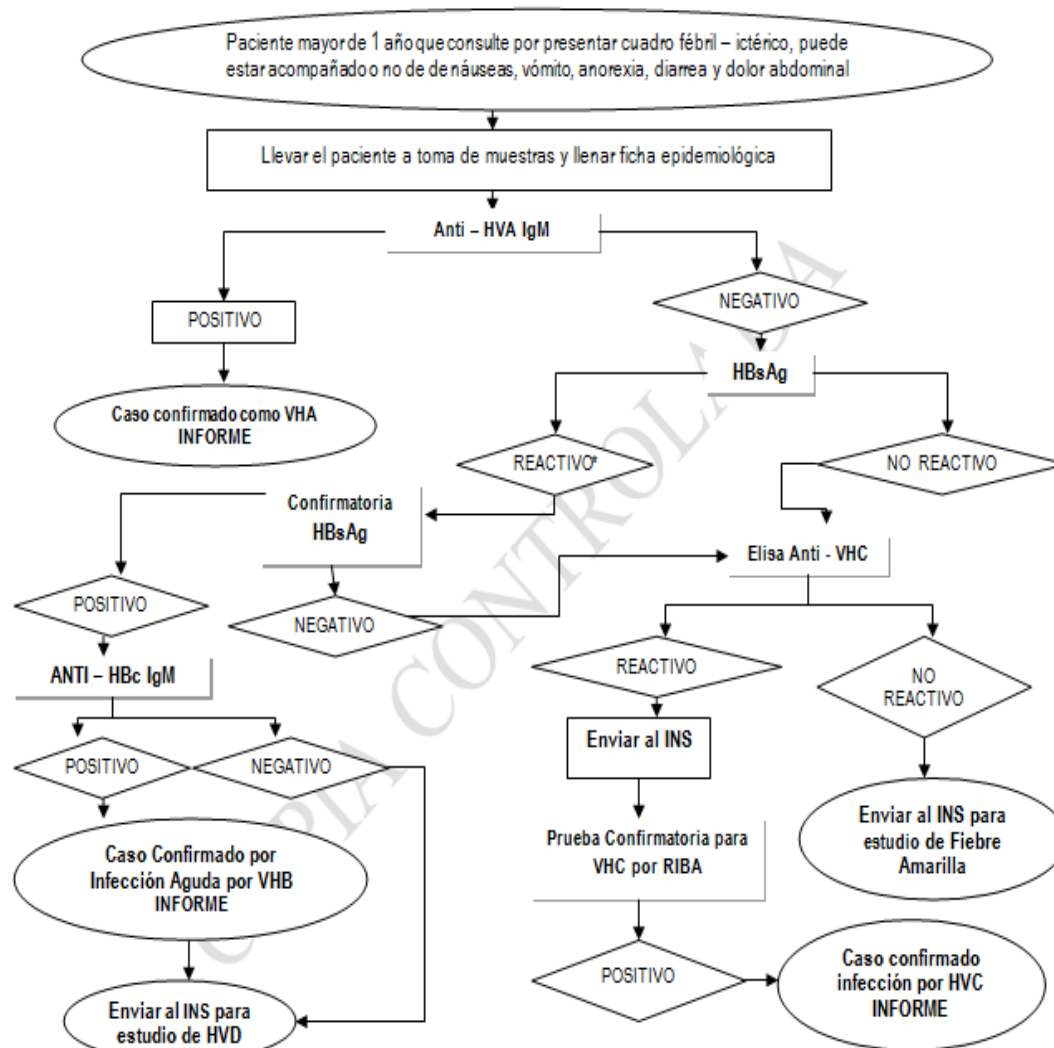 Paciente mayor de 1 año que consulte por presentar cuadro fébril – ictérico, puede
estar acompañado o no de de náuseas, vómito, anorexia, diarrea y dolor abdominal
Llevar el paciente a toma de muestras y llenar ficha epidemiológica
Anti – HVA IgM
POSITIVO
NEGATIVO
Caso confirmado como VHA
INFORME
HBsAg
REACTIVO*
NO REACTIVO
Confirmatoria
HBsAg
Elisa Anti - VHC
POSITIVO
NEGATIVO
REACTIVO
NO
REACTIVO
ANTI – HBc IgM
POSITIVO
NEGATIVO
Enviar al INS
Enviar al INS para
estudio de Fiebre
Amarilla
Caso Confirmado por
Infección Aguda por VHB
INFORME
Prueba Confirmatoria para
VHC por RIBA
POSITIVO
Caso confirmado
infección por HVC
INFORME
Enviar al INS para
estudio de HVD
COPIA CONTROLADA